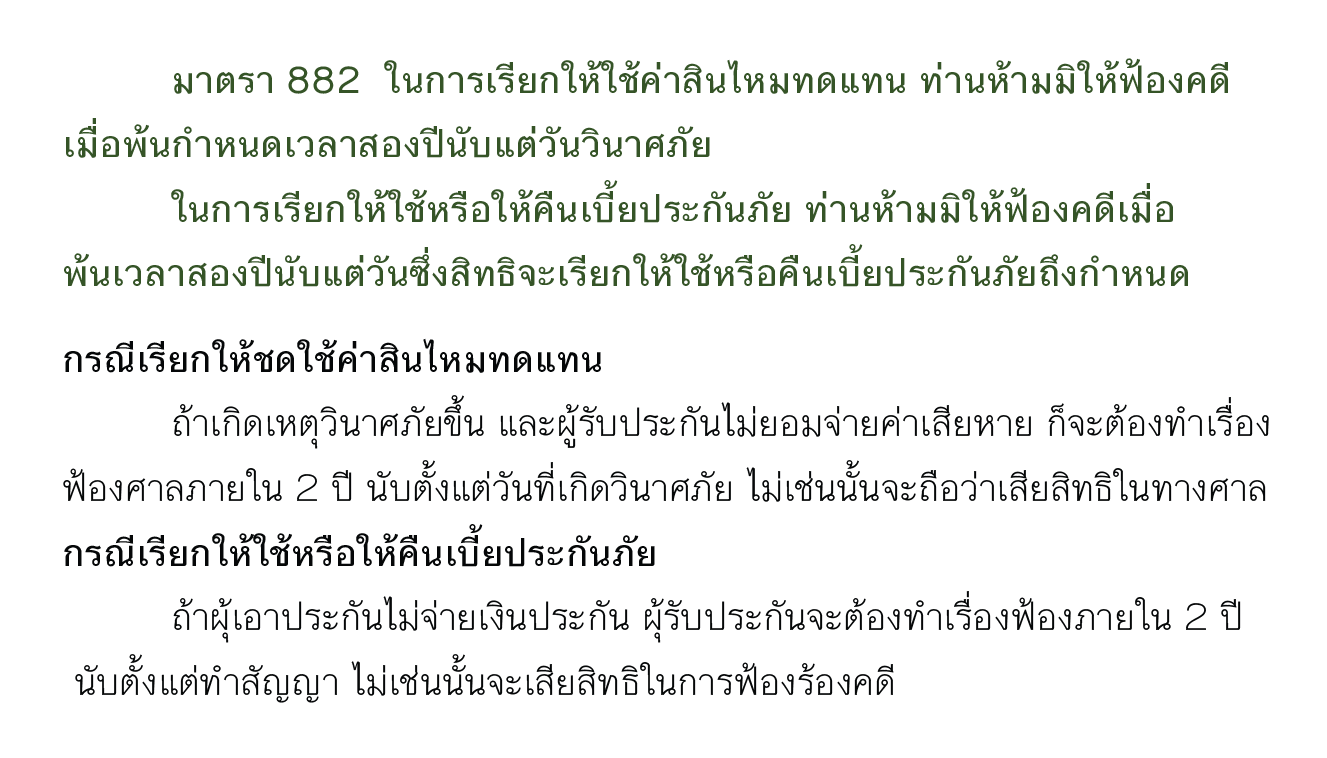 มาตรา 882 ในการเรียกให้ใช้ค่าสินไหมทดแทน ท่านห้ามมิให้ฟ้องคดี
เมื่อพ้นกำหนดเวลาสองปีนับแต่วันวินาศภัย
ในการเรียกให้ใช้หรือให้คืนเบี้ยประกันภัย ท่านห้ามมิให้ฟ้องคดีเมื่อ
พ้นเวลาสองปีนับแต่วันซึ่งสิทธิจะเรียกให้ใช้หรือคืนเบี้ยประกันภัยถึงกำหนด
กรณีเรียกให้ชดใช้ค่าสินไหมทดแทน
ถ้าเกิดเหตุวินาศภัยขึ้น และผู้รับประกันไม่ยอมจ่ายค่าเสียหาย ก็จะต้องทำเรื่อง
ฟ้องศาลภายใน 2 ปี นับตั้งแต่วันที่เกิดวินาศภัย ไม่เช่นนั้นจะถือว่าเสียสิทธิในทางศาล
กรณีเรียกให้ใช้หรือให้คืนเบี้ยประกันภัย
ถ้าผุ้เอาประกันไม่จ่ายเงินประกัน ผุ้รับประกันจะต้องทำเรื่องฟ้องภายใน 2 ปี
นับตั้งแต่ทำสัญญา ไม่เช่นนั้นจะเสียสิทธิในการฟ้องร้องคดี